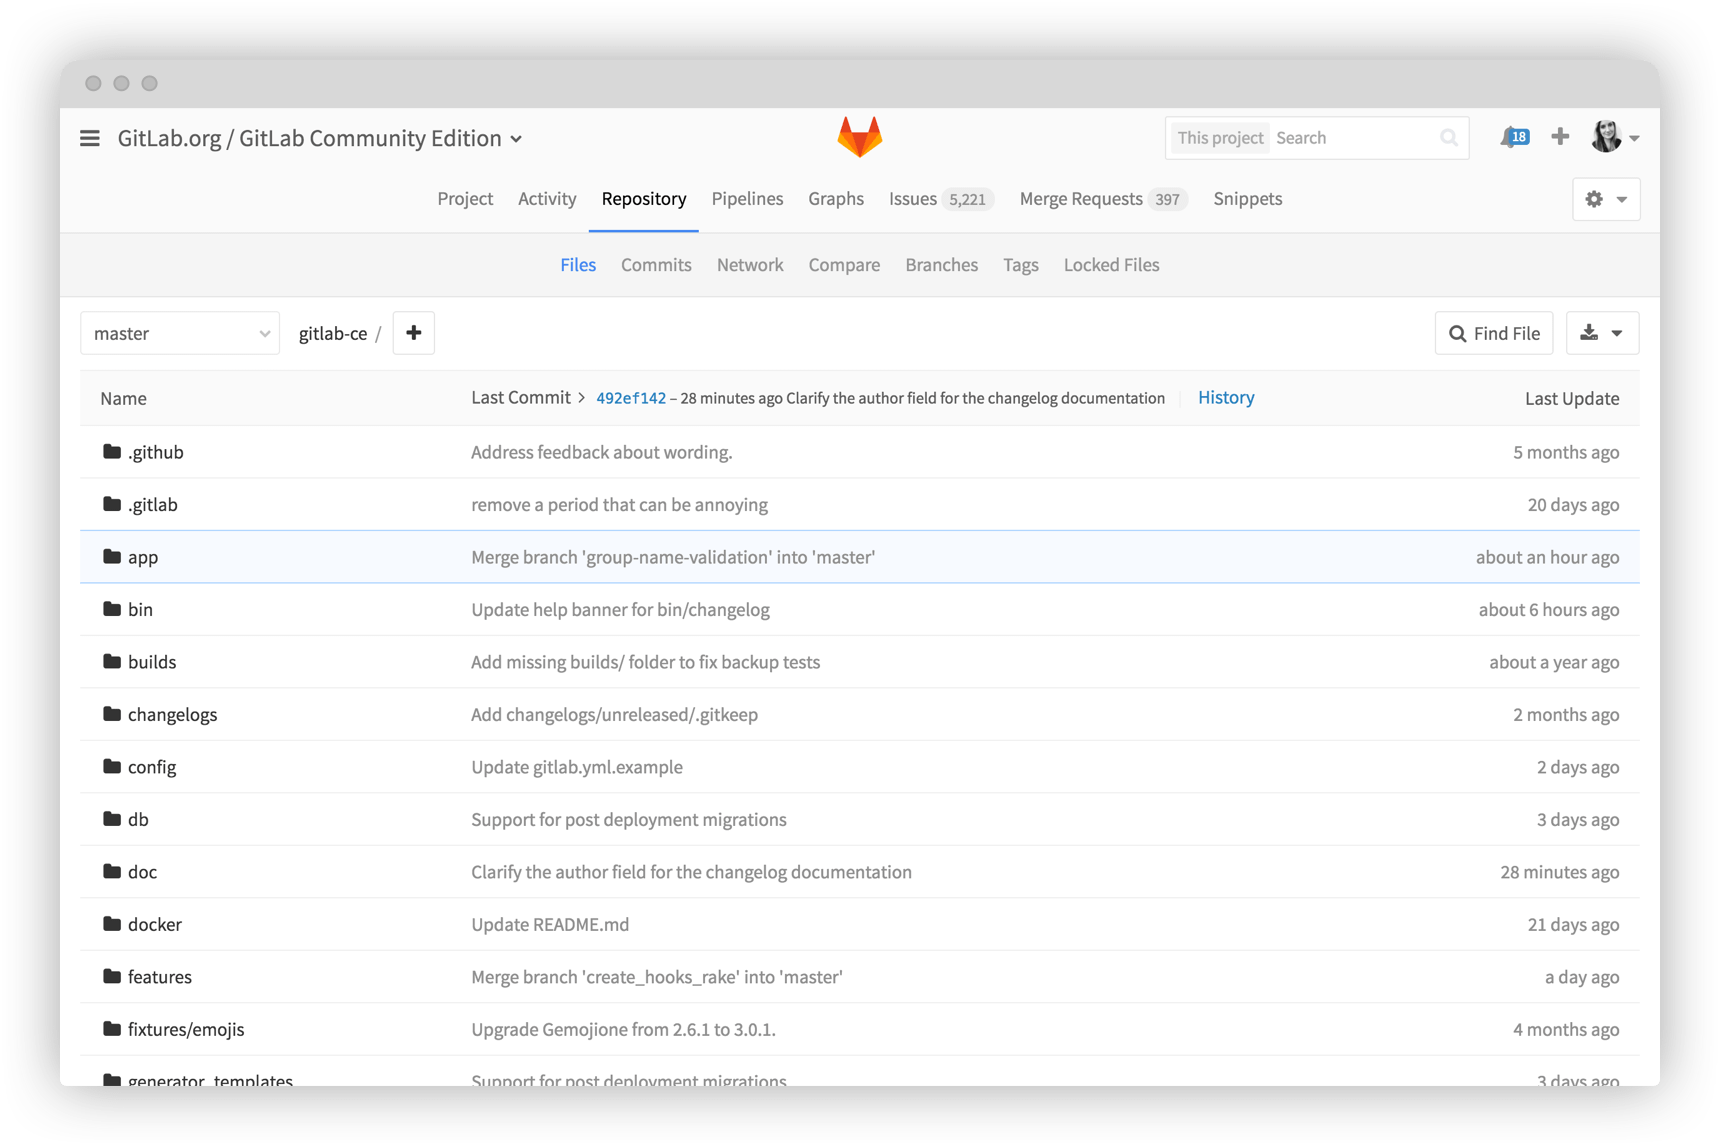 GitLab.org / GitLab Community Edition
This project Search
18
Project Activity Repository Pipelines Graphs Issues 5,221 Merge Requests 397 Snippets
Files Commits Network Compare Branches Tags Locked Files
master gitlab-ce / Find File
Name Last Commit > 492ef142 – 28 minutes ago Clarify the author field for the changelog documentation History Last Update
.github Address feedback about wording. 5 months ago
.gitlab remove a period that can be annoying 20 days ago
app Merge branch 'group-name-validation' into 'master' about an hour ago
bin Update help banner for bin/changelog about 6 hours ago
builds Add missing builds/ folder to fix backup tests about a year ago
changelogs Add changelogs/unreleased/.gitkeep 2 months ago
config Update gitlab.yml.example 2 days ago
db Support for post deployment migrations 3 days ago
doc Clarify the author field for the changelog documentation 28 minutes ago
docker Update README.md 21 days ago
features Merge branch 'create_hooks_rake' into 'master' a day ago
fixtures/emojis Upgrade Gemojione from 2.6.1 to 3.0.1. 4 months ago
generator_templates Support for post deployment migrations 3 days ago